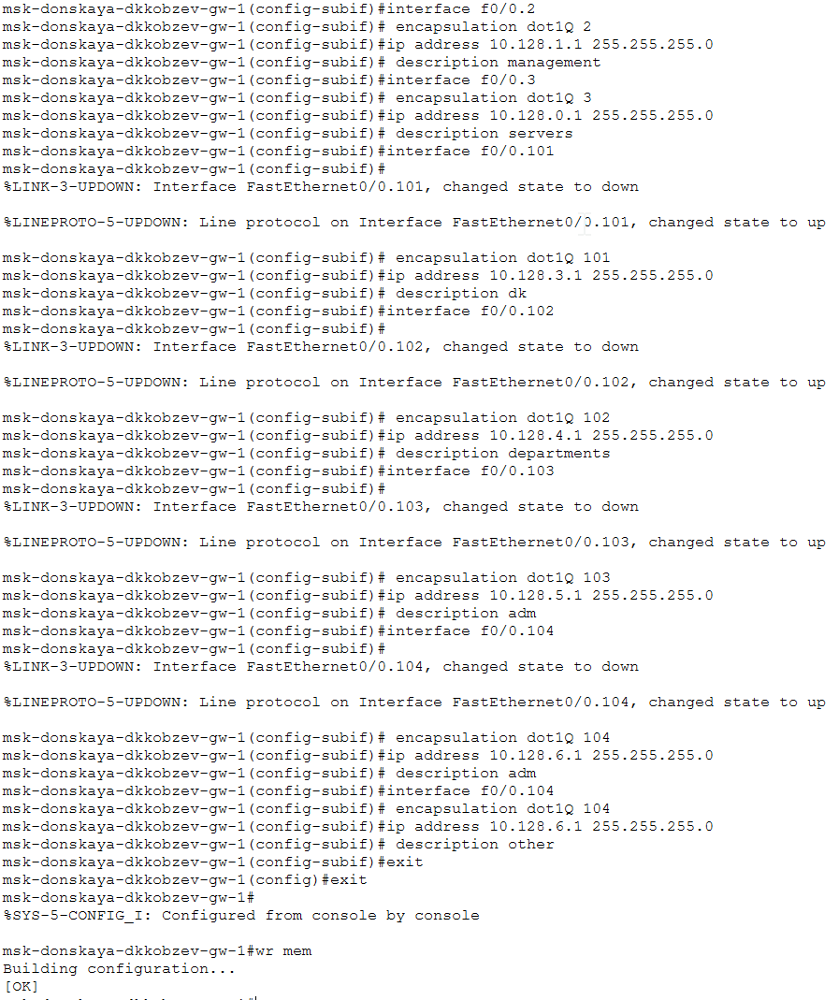 msk-donskaya-dkkobzev-gw-1(config-subif)#interface f0/0.2
msk-donskaya-dkkobzev-gw-1(config-subif)# encapsulation dot1Q 2
msk-donskaya-dkkobzev-gw-1(config-subif)#ip address 10.128.1.1 255.255.255.0
msk-donskaya-dkkobzev-gw-1(config-subif)# description management
msk-donskaya-dkkobzev-gw-1(config-subif)#interface f0/0.3
msk-donskaya-dkkobzev-gw-1(config-subif)# encapsulation dot1Q 3
msk-donskaya-dkkobzev-gw-1(config-subif)#ip address 10.128.0.1 255.255.255.0
msk-donskaya-dkkobzev-gw-1(config-subif)# description servers
msk-donskaya-dkkobzev-gw-1(config-subif)#interface f0/0.101
msk-donskaya-dkkobzev-gw-1(config-subif)#
%LINK-3-UPDOWN: Interface FastEthernet0/0.101, changed state to down
%LINEPROTO-5-UPDOWN: Line protocol on Interface FastEthernet0/0.101, changed state to up
msk-donskaya-dkkobzev-gw-1(config-subif)# encapsulation dot1Q 101
msk-donskaya-dkkobzev-gw-1(config-subif)#ip address 10.128.3.1 255.255.255.0
msk-donskaya-dkkobzev-gw-1(config-subif)# description dk
msk-donskaya-dkkobzev-gw-1(config-subif)#interface f0/0.102
msk-donskaya-dkkobzev-gw-1(config-subif)#
%LINK-3-UPDOWN: Interface FastEthernet0/0.102, changed state to down
%LINEPROTO-5-UPDOWN: Line protocol on Interface FastEthernet0/0.102, changed state to up
msk-donskaya-dkkobzev-gw-1(config-subif)# encapsulation dot1Q 102
msk-donskaya-dkkobzev-gw-1(config-subif)#ip address 10.128.4.1 255.255.255.0
msk-donskaya-dkkobzev-gw-1(config-subif)# description departments
msk-donskaya-dkkobzev-gw-1(config-subif)#interface f0/0.103
msk-donskaya-dkkobzev-gw-1(config-subif)#
%LINK-3-UPDOWN: Interface FastEthernet0/0.103, changed state to down
%LINEPROTO-5-UPDOWN: Line protocol on Interface FastEthernet0/0.103, changed state to up
msk-donskaya-dkkobzev-gw-1(config-subif)# encapsulation dot1Q 103
msk-donskaya-dkkobzev-gw-1(config-subif)#ip address 10.128.5.1 255.255.255.0
msk-donskaya-dkkobzev-gw-1(config-subif)# description adm
msk-donskaya-dkkobzev-gw-1(config-subif)#interface f0/0.104
msk-donskaya-dkkobzev-gw-1(config-subif)#
%LINK-3-UPDOWN: Interface FastEthernet0/0.104, changed state to down
%LINEPROTO-5-UPDOWN: Line protocol on Interface FastEthernet0/0.104, changed state to up
msk-donskaya-dkkobzev-gw-1(config-subif)# encapsulation dot1Q 104
msk-donskaya-dkkobzev-gw-1(config-subif)#ip address 10.128.6.1 255.255.255.0
msk-donskaya-dkkobzev-gw-1(config-subif)# description adm
msk-donskaya-dkkobzev-gw-1(config-subif)#interface f0/0.104
msk-donskaya-dkkobzev-gw-1(config-subif)# encapsulation dot1Q 104
msk-donskaya-dkkobzev-gw-1(config-subif)#ip address 10.128.6.1 255.255.255.0
msk-donskaya-dkkobzev-gw-1(config-subif)# description other
msk-donskaya-dkkobzev-gw-1(config-subif)#exit
msk-donskaya-dkkobzev-gw-1(config)#exit
msk-donskaya-dkkobzev-gw-1#
%SYS-5-CONFIG_I: Configured from console by console
msk-donskaya-dkkobzev-gw-1#wr mem
Building configuration...
[OK]